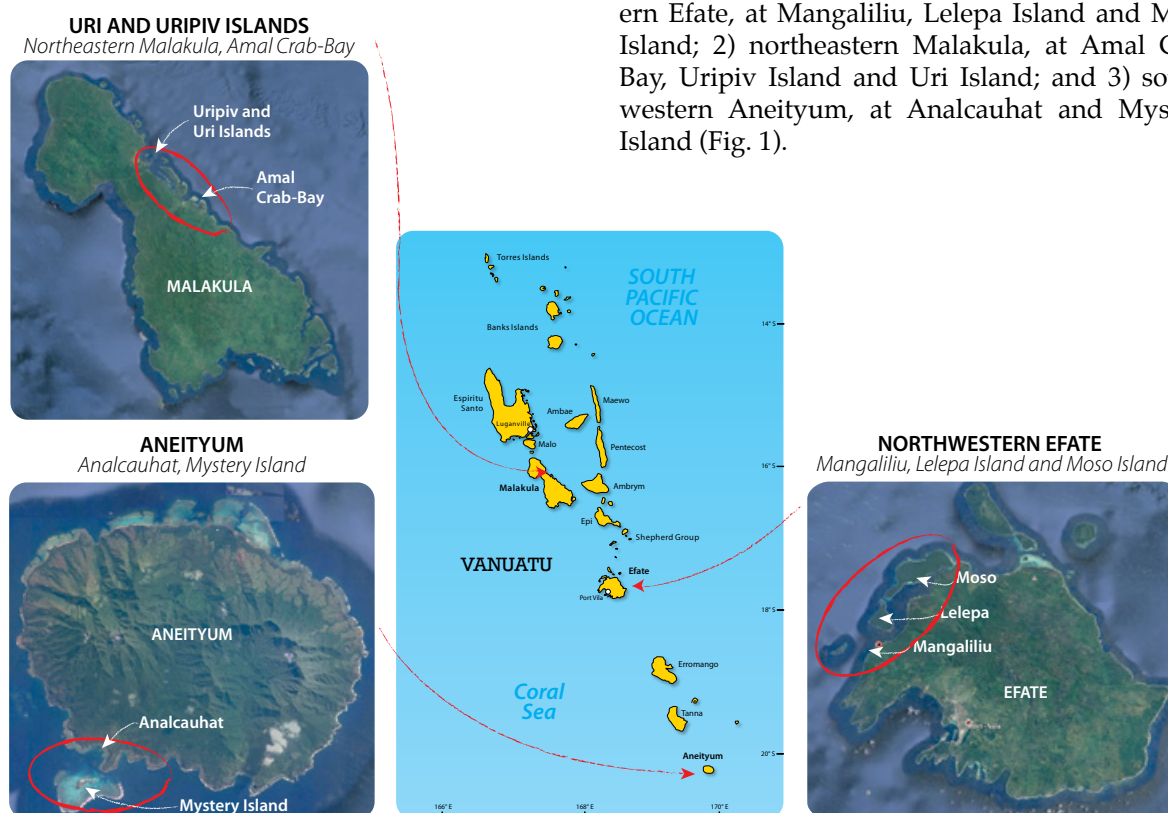 ern Efate, at Mangaliliu, Lelepa Island and
Island; 2) northeastern Malakula, at Amal
Bay, Uripiv Island and Uri Island; and 3)
western Aneityum, at Analcauhat and
Island (Fig. 1).
URI AND URIPIV ISLANDS
Northeastern Malakula, Amal Crab-Bay
Uripiv and
Uri Islands
Amal
Crab-Bay
MALAKULA
ANEITYUM
Analcauhat, Mystery Island
ANEITYUM
Analcauhat
Mystery Island
Torres Islands
SOUTH
PACIFIC
OCEAN
Banks Islands
14° S
Espiritu
Santo
Luganville
Ambae
Maewo
Malo
Pentecost
16° S
Malakula
Ambrym
Epi
Shepherd Group
VANUATU
Efate
Port Vila
18° S
Erromango
Coral
Sea
Tanna
Aneityum
20° S
166° E
168° E
170° E
NORTHWESTERN EFATE
Mangaliliu, Lelepa Island and Moso Island
Moso
Lelepa
Mangaliliu
EFATE